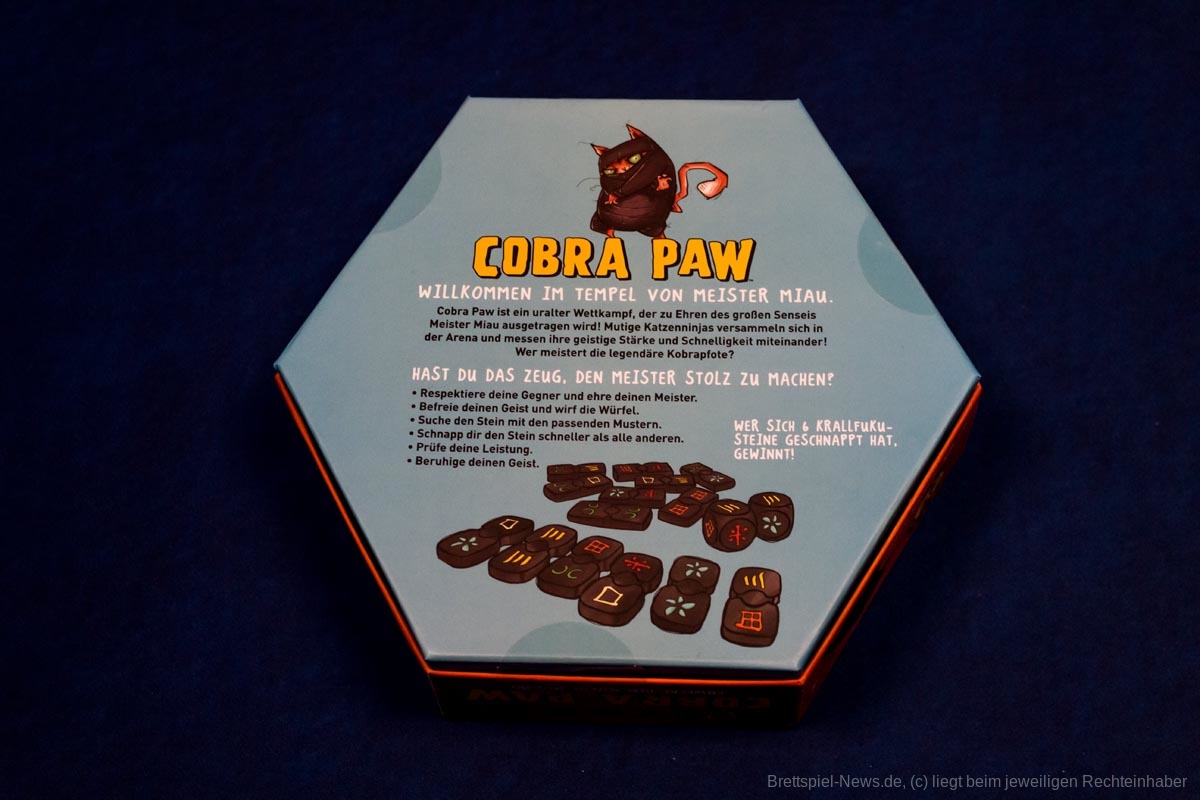 COBRA PAW
WILLKOMMEN IM TEMPEL VON MEISTER MIAU.
Cobra Paw ist ein uralter Wettkampf, der zu Ehren des großen Senseis
Meister Miau ausgetragen wird! Mutige Katzenninjas versammeln sich in
der Arena und messen ihre geistige Stärke und Schnelligkeit miteinander!
Wer meistert die legendäre Kobrapfote?
HAST DU DAS ZEUG, DEN MEISTER STOLZ ZU MACHEN?
• Respektiere deine Gegner und ehre deinen Meister.
• Befreie deinen Geist und wirf die Würfel.
• Suche den Stein mit den passenden Mustern.
• Schnapp dir den Stein schneller als alle anderen.
• Prüfe deine Leistung.
• Beruhige deinen Geist.
WER SICH 6 KRALLFUKU-
STEINE GESCHNAPPT HAT,
GEWINNT!
COBRA PAW
Brettspiel-News.de, (c) liegt beim jeweiligen Rechteinhaber